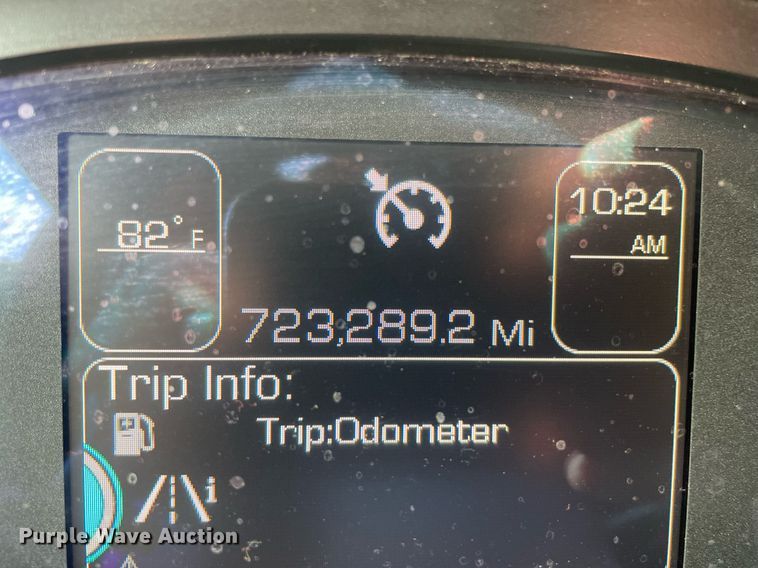 82° F
10:24
AM
723,289.2 Mi
Trip Info:
Trip:Odometer
i
Purple Wave Auction